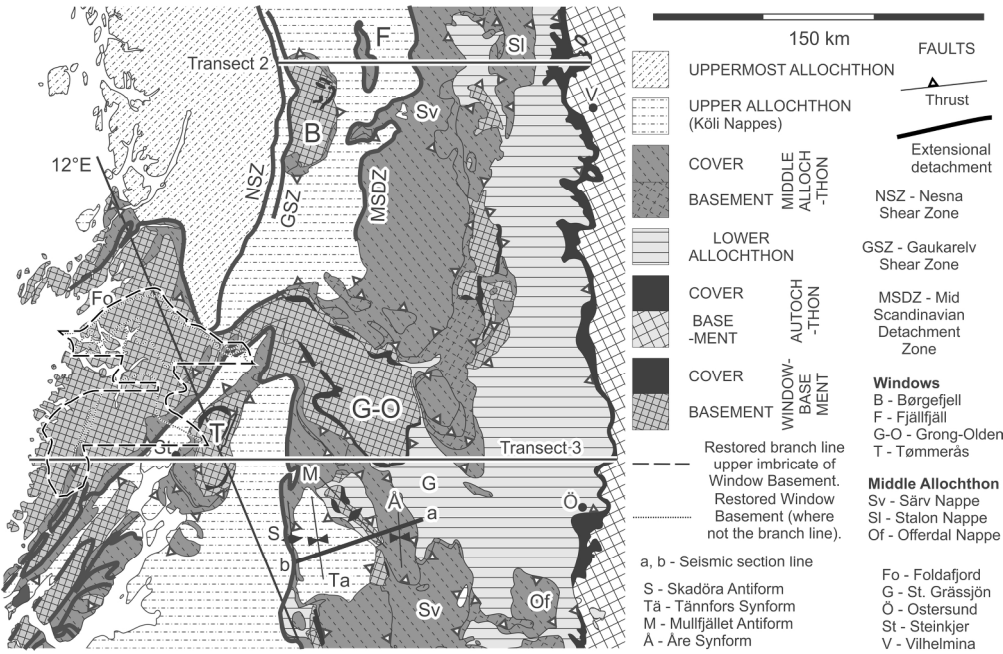 Transect 2
F
Sl
B
Sv
V
12°E
NSZ
GSZ
MSDZ
Fo
G-O
T
St
Transect 3
M
G
Å
Ö
S
a
b
Ta
Sv
Of
150 km
UPPERMOST ALLOCHTHON
UPPER ALLOCHTHON
(Köli Nappes)
COVER
BASEMENT
MIDDLE
ALLOCH
-THON
LOWER
ALLOCHTHON
COVER
BASE
-MENT
AUTOCH
-THON
COVER
BASEMENT
WINDOW-
BASE
MENT
Restored branch line
upper imbricate of
Window Basement.
Restored Window
Basement (where
not the branch line).
a, b - Seismic section line
S - Skadöra Antiform
Tä - Tännfors Synform
M - Mullfjället Antiform
Å - Åre Synform
FAULTS
Thrust
Extensional
detachment
NSZ - Nesna
Shear Zone
GSZ - Gaukarelv
Shear Zone
MSDZ - Mid
Scandinavian
Detachment
Zone
Windows
B - Børgefjell
F - Fjällfjäll
G-O - Grong-Olden
T - Tømmerås
Middle Allochthon
Sv - Särv Nappe
Sl - Stalon Nappe
Of - Offerdal Nappe
Fo - Foldafjord
G - St. Grässjön
Ö - Ostersund
St - Steinkjer
V - Vilhelmina